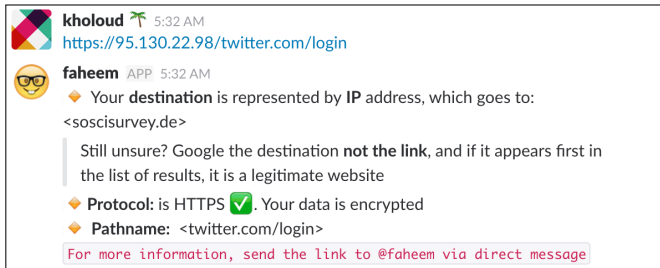 kholoud 🌴 5:32 AM
https://95.130.22.98/twitter.com/login
faheem APP 5:32 AM
🔸 Your destination is represented by IP address, which goes to:
<soscisurvey.de>
Still unsure? Google the destination not the link, and if it appears first in
the list of results, it is a legitimate website
🔸 Protocol: is HTTPS ✅. Your data is encrypted
🔸 Pathname: <twitter.com/login>
For more information, send the link to @faheem via direct message